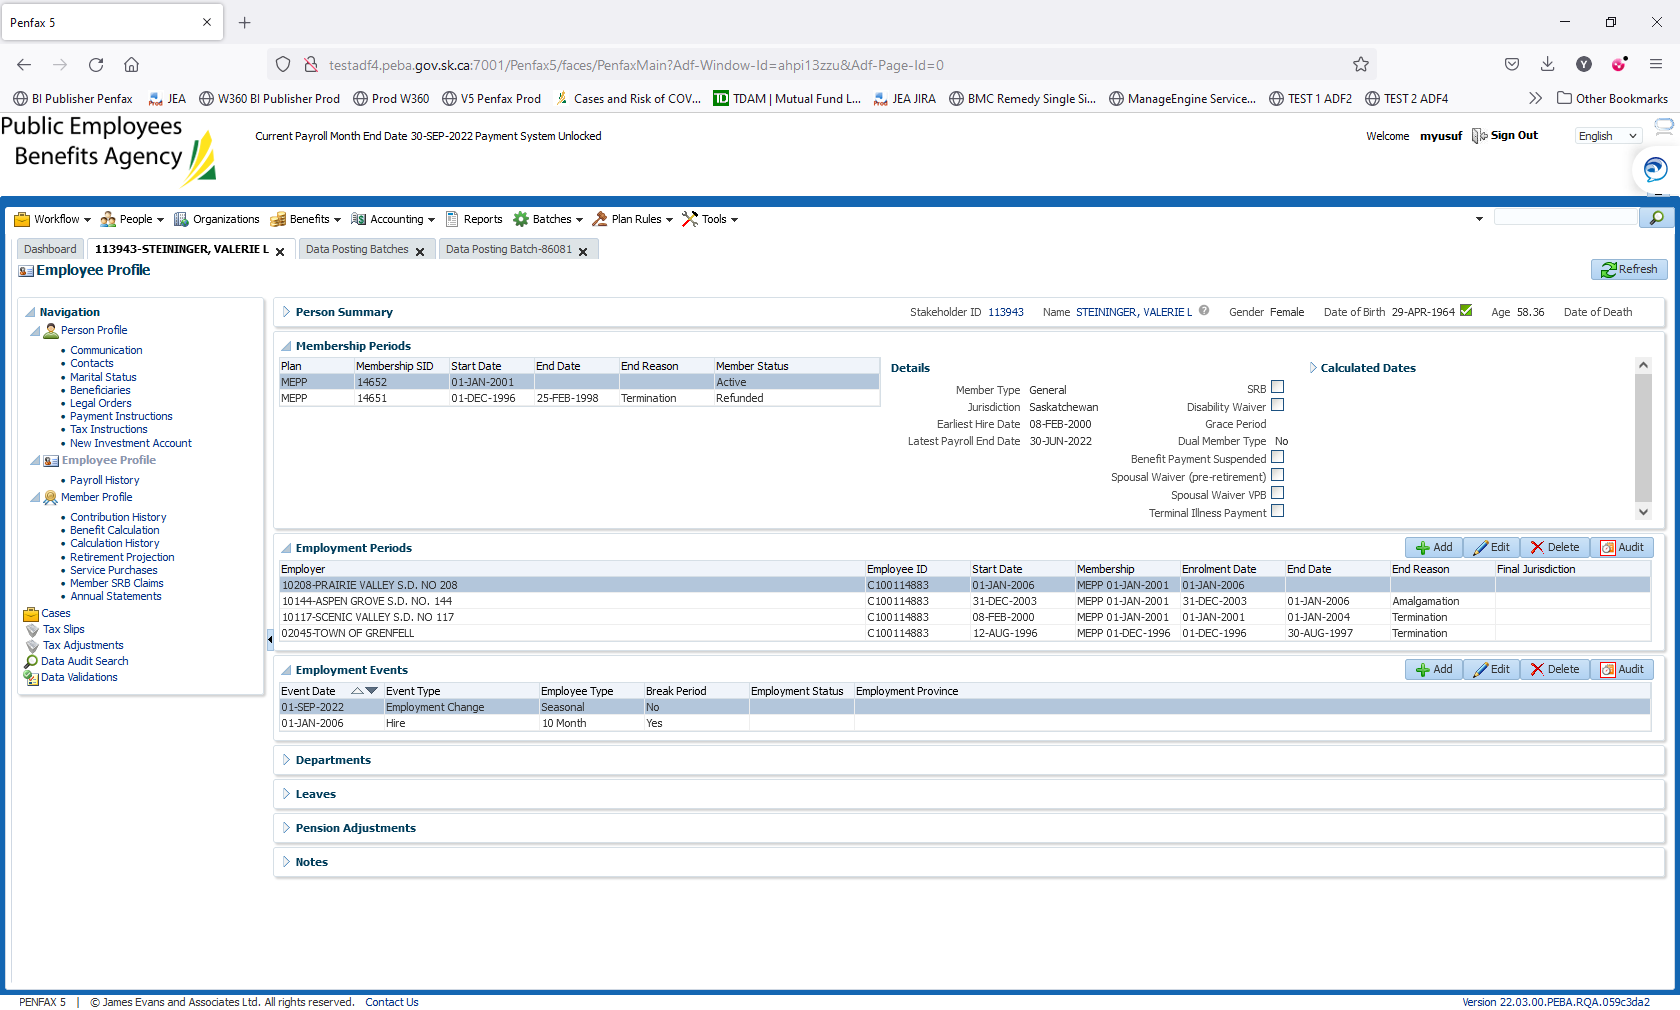 Penfax 5
testadf4.peba.gov.sk.ca:7001/Penfax5/faces/PenfaxMain?Adf-Window-Id=ahpi13zzu&Adf-Page-Id=0
BI Publisher Penfax JEA W360 BI Publisher Prod Prod W360 V5 Penfax Prod Cases and Risk of COV... TDAM | Mutual Fund L... JEA JIRA BMC Remedy Single Si... ManageEngine Service... TEST 1 ADF2 TEST 2 ADF4 Other Bookmarks
Public Employees
Benefits Agency
Current Payroll Month End Date 30-SEP-2022 Payment System Unlocked
Welcome myusuf Sign Out English
Workflow People Organizations Benefits Accounting Reports Batches Plan Rules Tools
Dashboard 113943-STEININGER, VALERIE L Data Posting Batches Data Posting Batch-86081
Employee Profile
Refresh
Navigation
Person Profile
Communication
Contacts
Marital Status
Beneficiaries
Legal Orders
Payment Instructions
Tax Instructions
New Investment Account
Employee Profile
Payroll History
Member Profile
Contribution History
Benefit Calculation
Calculation History
Retirement Projection
Service Purchases
Member SRB Claims
Annual Statements
Cases
Tax Slips
Tax Adjustments
Data Audit Search
Data Validations
Person Summary Stakeholder ID 113943 Name STEININGER, VALERIE L Gender Female Date of Birth 29-APR-1964 Age 58.36 Date of Death
Membership Periods
Plan Membership SID Start Date End Date End Reason Member Status
MEPP 14652 01-JAN-2001 Active
MEPP 14651 01-DEC-1996 25-FEB-1998 Termination Refunded
Details
Member Type General
Jurisdiction Saskatchewan
Earliest Hire Date 08-FEB-2000
Latest Payroll End Date 30-JUN-2022
SRB
Disability Waiver
Grace Period
Dual Member Type No
Benefit Payment Suspended
Spousal Waiver (pre-retirement)
Spousal Waiver VPB
Terminal Illness Payment
Calculated Dates
Employment Periods
Add Edit Delete Audit
Employer Employee ID Start Date Membership Enrolment Date End Date End Reason Final Jurisdiction
10208-PRAIRIE VALLEY S.D. NO 208 C100114883 01-JAN-2006 MEPP 01-JAN-2001 01-JAN-2006
10144-ASPEN GROVE S.D. NO. 144 C100114883 31-DEC-2003 MEPP 01-JAN-2001 31-DEC-2003 01-JAN-2006 Amalgamation
10117-SCENIC VALLEY S.D. NO 117 C100114883 08-FEB-2000 MEPP 01-JAN-2001 01-JAN-2001 01-JAN-2004 Termination
02045-TOWN OF GRENFELL C100114883 12-AUG-1996 MEPP 01-DEC-1996 01-DEC-1996 30-AUG-1997 Termination
Employment Events
Add Edit Delete Audit
Event Date Event Type Employee Type Break Period Employment Status Employment Province
01-SEP-2022 Employment Change Seasonal No
01-JAN-2006 Hire 10 Month Yes
Departments
Leaves
Pension Adjustments
Notes
PENFAX 5 | © James Evans and Associates Ltd. All rights reserved. Contact Us
Version 22.03.00.PEBA.RQA.059c3da2